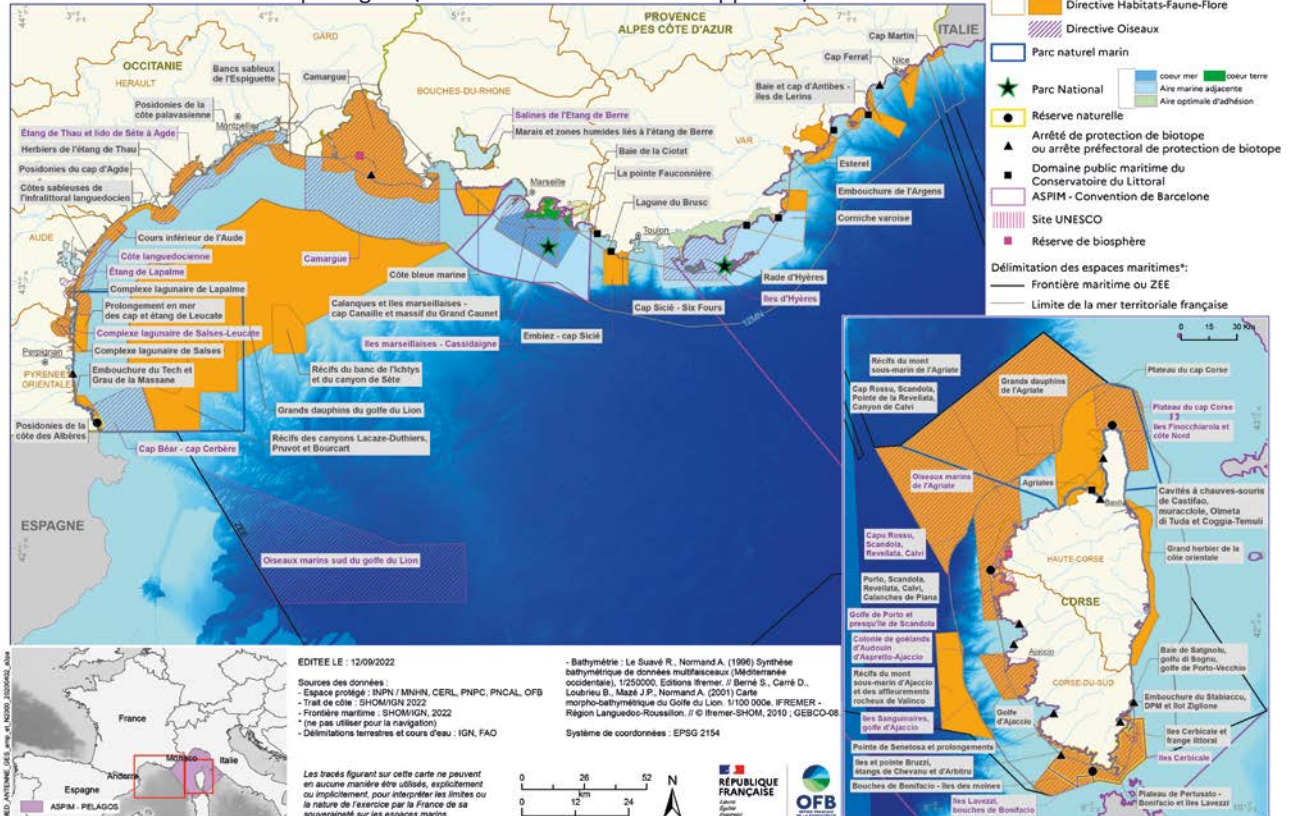 PROVENCE
ALPES CÔTE D'AZUR
ITALIE
OCCITANIE
GARD
HERAULT
BOUCHES-DU-RHONE
VAR
AUDE
PYRENEES
ORIENTALES
ESPAGNE
Montpellier
Marseille
Toulon
Nice
Perpignan
Cap Martin
Cap Ferrat
Baie et cap d'Antibes -
îles de Lerins
Bancs sableux
de l'Espiguette
Camargue
Posidonies de la
côte palavasienne
Étang de Thau et lido de Sète à Agde
Herbiers de l'étang de Thau
Posidonies du cap d'Agde
Côtes sableuses de
l'infralittoral languedocien
Salines de l'Etang de Berre
Marais et zones humides liés à l'étang de Berre
Baie de la Ciotat
La pointe Fauconnière
Lagune du Brusc
Esterel
Embouchure de l'Argens
Corniche varoise
Cours inférieur de l'Aude
Côte languedocienne
Étang de Lapalme
Complexe lagunaire de Lapalme
Prolongement en mer
des cap et étang de Leucate
Complexe lagunaire de Salses-Leucate
Complexe lagunaire de Salses
Embouchure du Tech et
Grau de la Massane
Posidonies de la
côte des Albères
Cap Béar - cap Cerbère
Camargue
Côte bleue marine
Calanques et îles marseillaises -
cap Canaille et massif du Grand Caunet
Iles marseillaises - Cassidaigne
Embiez - cap Sicié
Cap Sicié - Six Fours
Rade d'Hyères
Iles d'Hyères
12MN
Récifs du banc de l'Ichtys
et du canyon de Sète
Grands dauphins du golfe du Lion
Récifs des canyons Lacaze-Duthiers,
Pruvot et Bourcart
ZEE
Oiseaux marins sud du golfe du Lion
Directive Habitats-Faune-Flore
Directive Oiseaux
Parc naturel marin
Parc National
coeur mer
coeur terre
Aire marine adjacente
Aire optimale d'adhésion
Réserve naturelle
Arrêté de protection de biotope
ou arrête préfectoral de protection de biotope
Domaine public maritime du
Conservatoire du Littoral
ASPIM - Convention de Barcelone
Site UNESCO
Réserve de biosphère
Délimitation des espaces maritimes*:
Frontière maritime ou ZEE
Limite de la mer territoriale française
0 15 30 Km
Récifs du mont
sous-marin de l'Agriate
Cap Rossu, Scandola,
Pointe de la Revellata,
Canyon de Calvi
Grands dauphins
de l'Agriate
Plateau du cap Corse
Plateau du cap Corse
Iles Finocchiarola et
côte Nord
Oiseaux marins
de l'Agriate
Agriates
Bastia
Cavités à chauves-souris
de Castifao,
muracciole, Olmeta
di Tuda et Coggia-Temuli
Capu Rossu,
Scandola,
Revellata, Calvi
HAUTE-CORSE
Grand herbier de la
côte orientale
Porto, Scandola,
Revellata, Calvi,
Calanches de Piana
CORSE
Golfe de Porto et
presqu'île de Scandola
Colonie de goélands
d'Audouin
d'Aspretto-Ajaccio
Ajaccio
CORSE-DU-SUD
Baie de Satgnolu,
golfu di Sognu,
golfe de Porto-Vecchio
Récifs du mont
sous-marin d'Ajaccio
et des affleurements
rocheux de Valinco
Golfe
d'Ajaccio
Embouchure du Stabiaccu,
DPM et îlot Ziglione
Iles Sanguinaires,
golfe d'Ajaccio
Iles Cerbicale et
frange littoral
Pointe de Senetosa et prolongements
Iles Cerbicale
Iles et pointe Bruzzi,
étangs de Chevanu et d'Arbitru
Bouches de Bonifacio - Iles des moines
Iles Lavezzi,
bouches de Bonifacio
Plateau de Pertusato -
Bonifacio et îles Lavezzi
France
Monaco
Andorre
Italie
Espagne
ASPIM - PELAGOS
EDITEE LE : 12/09/2022
Sources des données :
- Espace protégé : INPN / MNHN, CERL, PNPC, PNCAL, OFB
- Trait de côte : SHOM/IGN 2022
- Frontière maritime : SHOM/IGN, 2022
* (ne pas utiliser pour la navigation)
- Délimitations terrestres et cours d'eau : IGN, FAO
- Bathymétrie : Le Suavé R., Normand A. (1996) Synthèse
bathymétrique de données multifaisceaux (Méditerranée
occidentale), 1/250000, Editions Ifremer. // Berné S., Carré D.,
Loubrieu B., Mazé J.P., Normand A. (2001) Carte
morpho-bathymétrique du Golfe du Lion. 1/100 000e. IFREMER -
Région Languedoc-Roussillon. // © Ifremer-SHOM, 2010 ; GEBCO-08.
Système de coordonnées : EPSG 2154
Les tracés figurant sur cette carte ne peuvent
en aucune manière être utilisés, explicitement
ou implicitement, pour interpréter les limites ou
la nature de l'exercice par la France de sa
souveraineté sur les espaces marins
0 26 52
km
0 12 24
N
RÉPUBLIQUE
FRANÇAISE
Liberté
Égalité
Fraternité
OFB